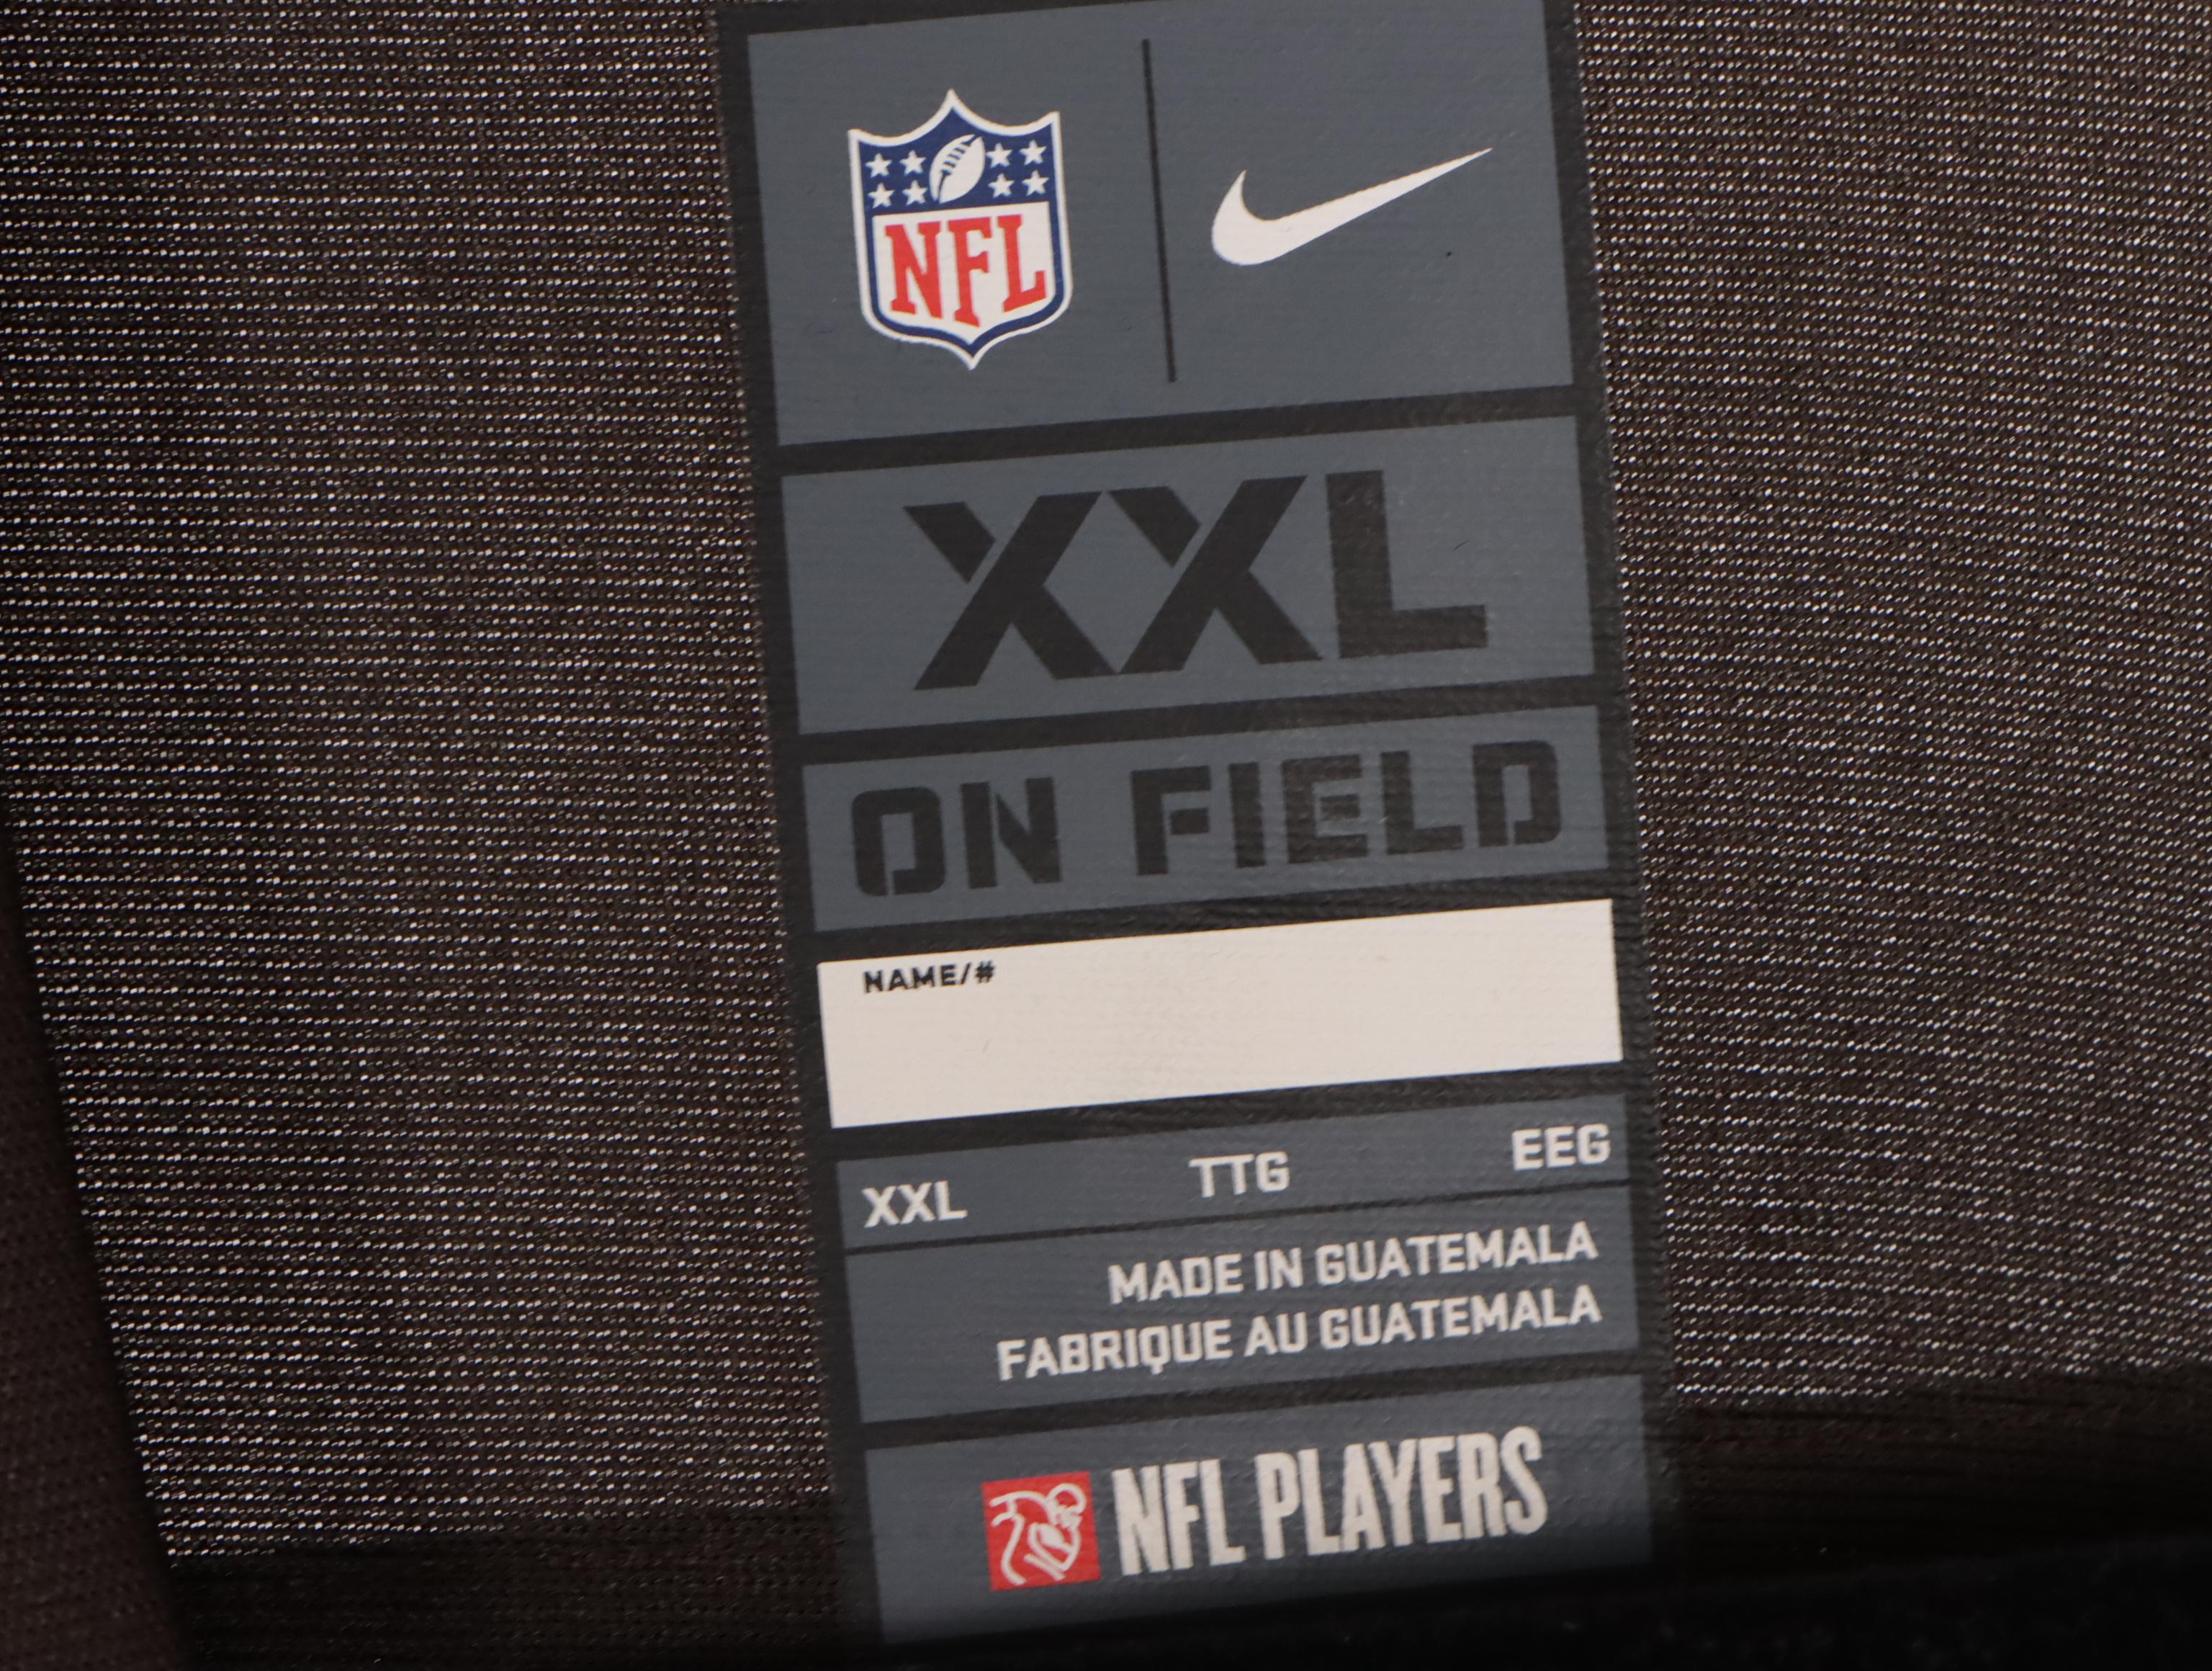 NFL
XXL
ON FIELD
NAME/#
XXL TTG EEG
MADE IN GUATEMALA
FABRIQUE AU GUATEMALA
NFL PLAYERS